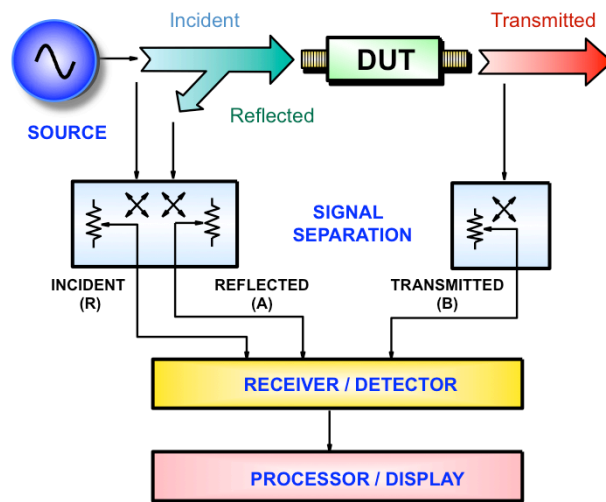 Incident
Transmitted
DUT
Reflected
SOURCE
SIGNAL
SEPARATION
INCIDENT
(R)
REFLECTED
(A)
TRANSMITTED
(B)
RECEIVER / DETECTOR
PROCESSOR / DISPLAY